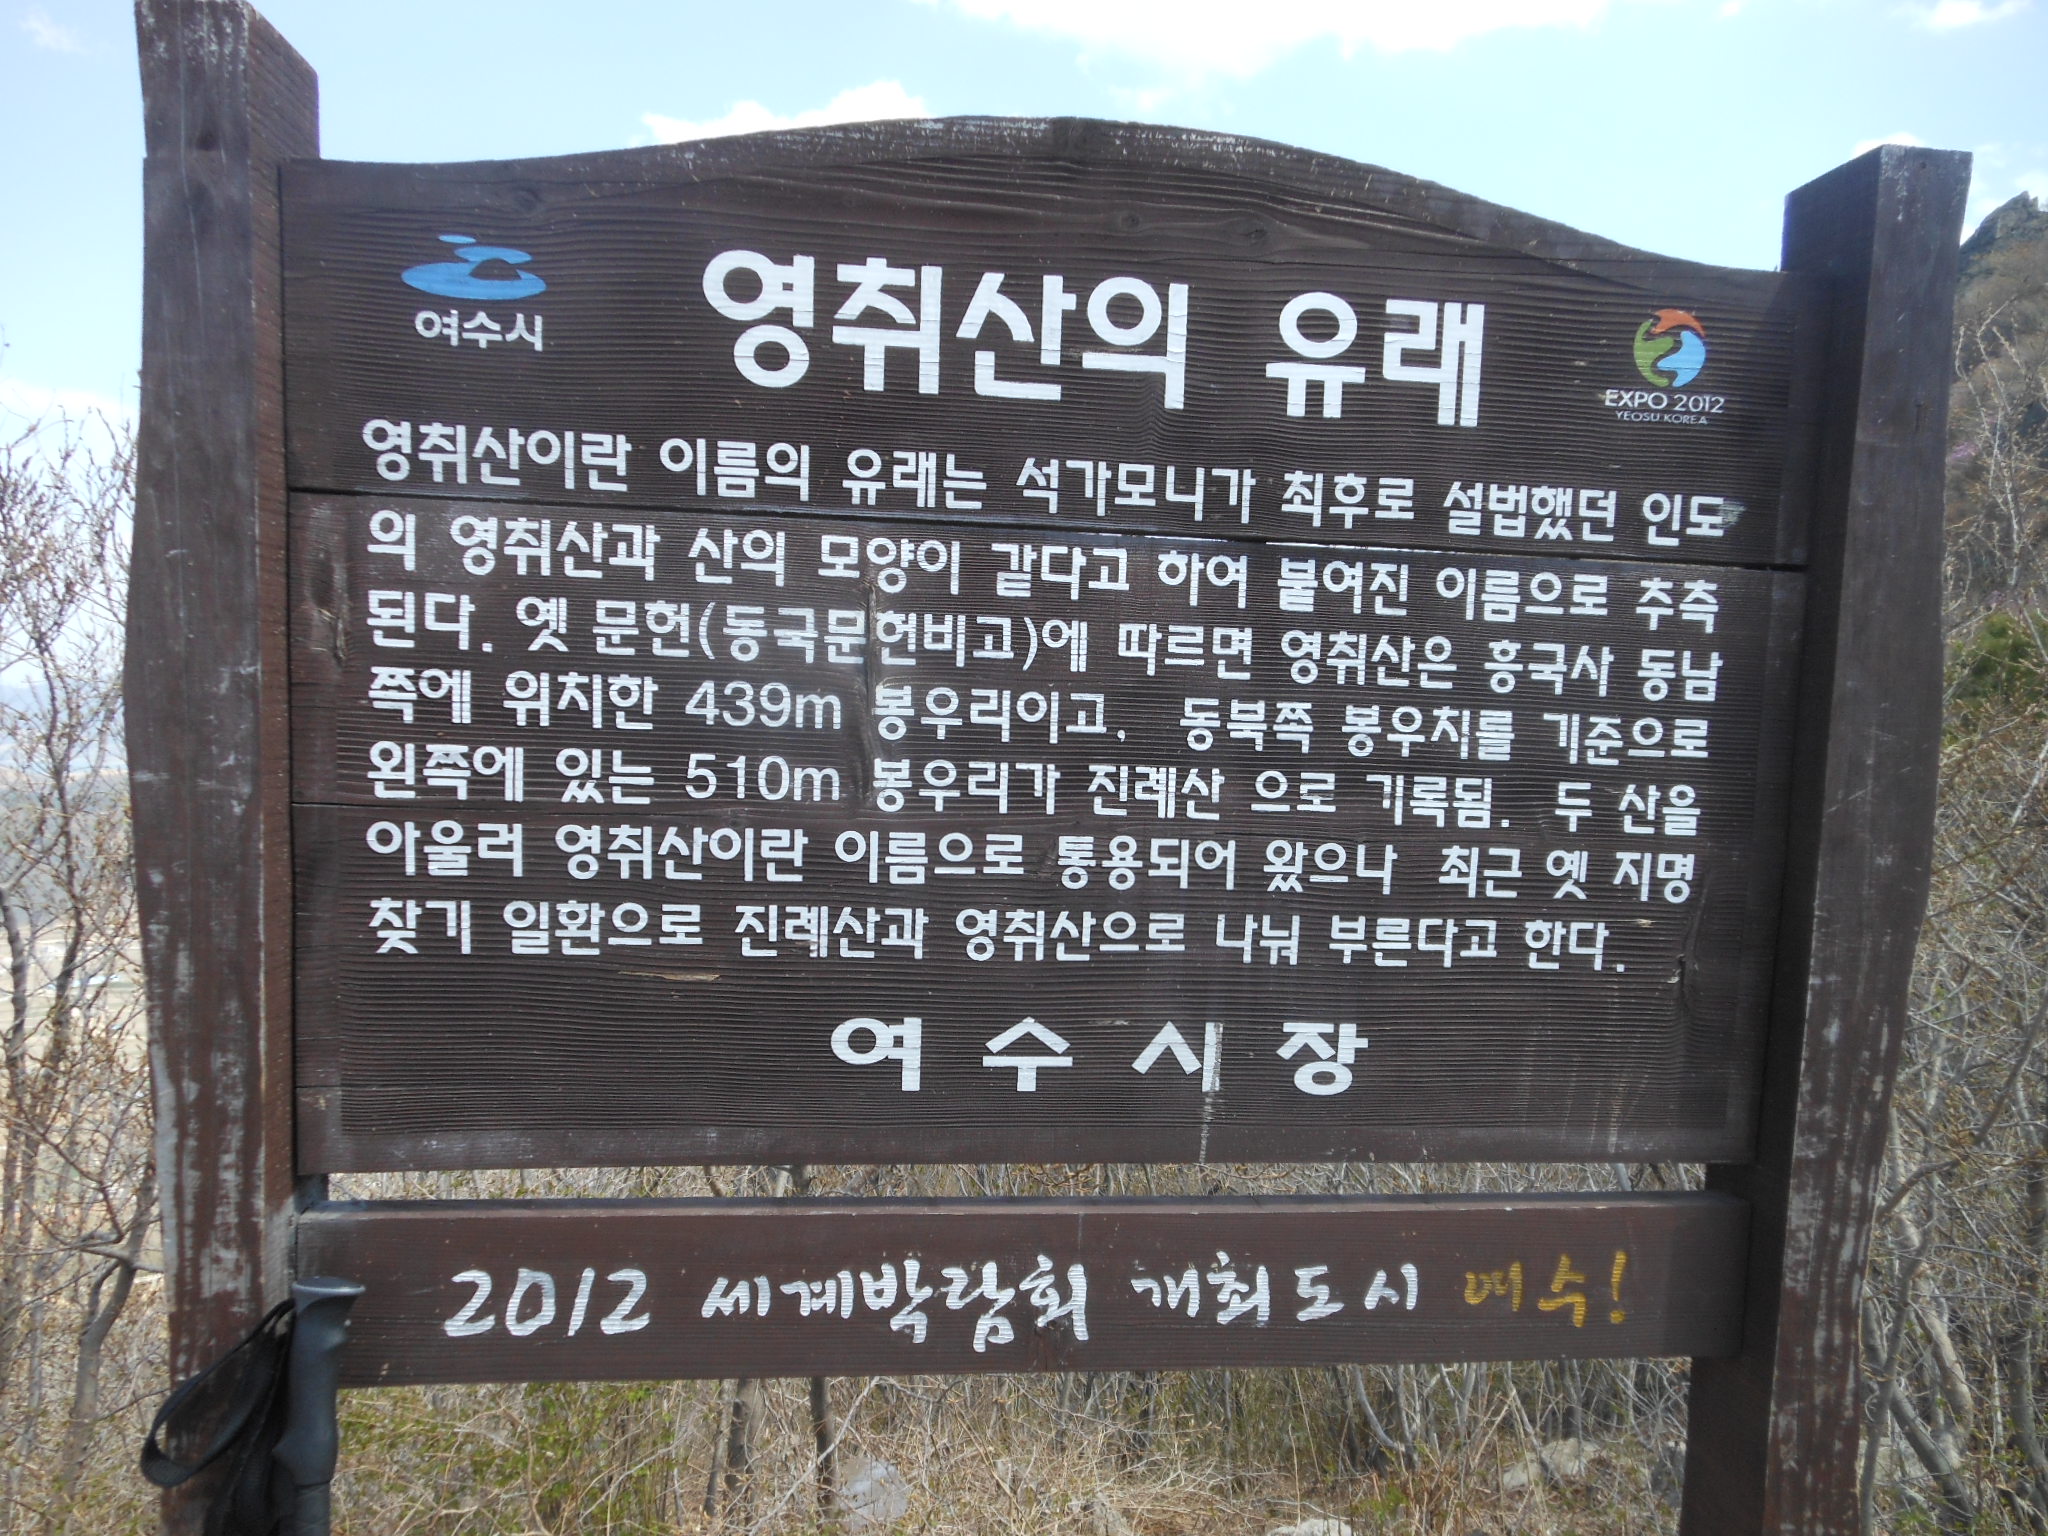 여수시
영취산의 유래
EXPO 2012
YEOSU KOREA
영취산이란 이름의 유래는 석가모니가 최후로 설법했던 인도
의 영취산과 산의 모양이 같다고 하여 붙여진 이름으로 추측
된다. 옛 문헌(동국문헌비고)에 따르면 영취산은 흥국사 동남
쪽에 위치한 439m 봉우리이고, 동북쪽 봉우치를 기준으로
왼쪽에 있는 510m 봉우리가 진례산 으로 기록됨. 두 산을
아울러 영취산이란 이름으로 통용되어 왔으나 최근 옛 지명
찾기 일환으로 진례산과 영취산으로 나눠 부른다고 한다.
여 수 시 장
2012 세계박람회 개최도시 여수!